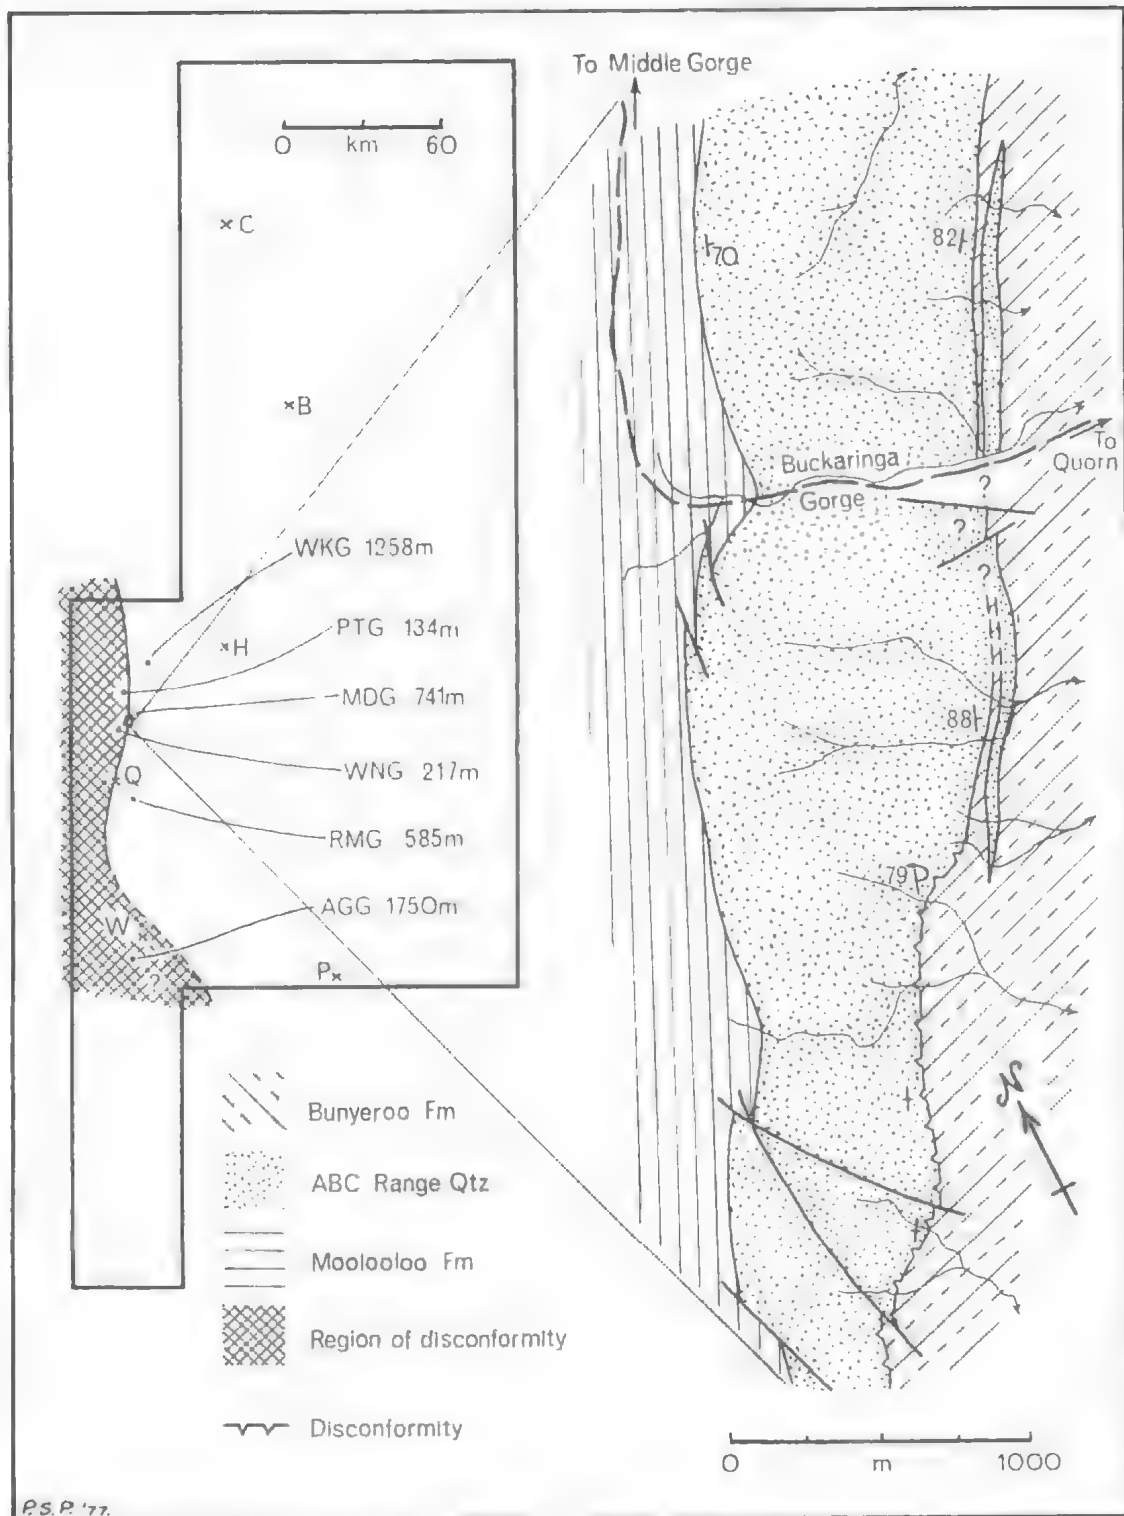 To Middle Gorge
0 km 60
C
B
WKG 1258m
PTG 134m
H
MDG 741m
WNG 217m
Q
RMG 585m
AGG 1750m
W
?
P
70
82
Buckaringa
Gorge
To
Quorn
?
?
?
88
79
N
Bunyeroo Fm
ABC Range Qtz
Moolooloo Fm
Region of disconformity
Disconformity
0 m 1000
P.S.P. '77.